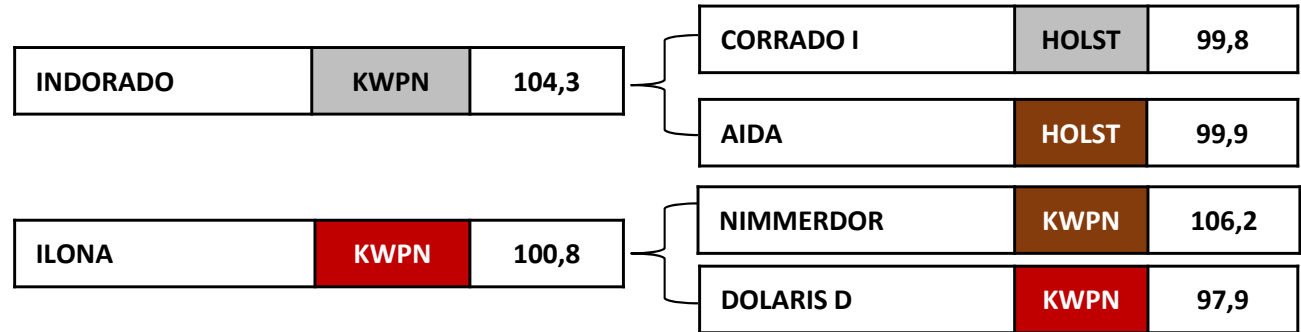 CORRADO I HOLST 99,8
INDORADO KWPN 104,3
AIDA HOLST 99,9
NIMMERDOR KWPN 106,2
ILONA KWPN 100,8
DOLARIS D KWPN 97,9